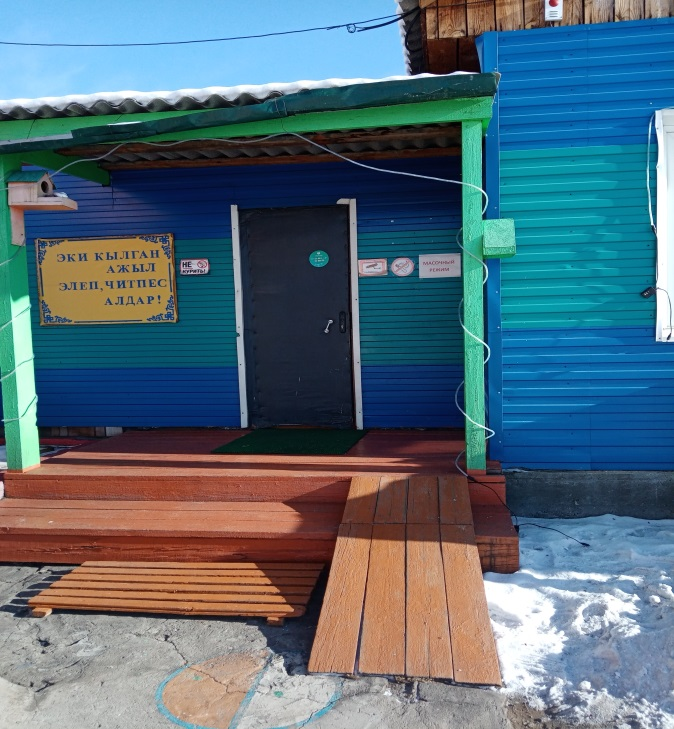 ЭКИ КЫЛГАН
АЖЫЛ
ЭЛЕП, ЧИТПЕС
АЛДАР!
НЕ
КУРИТЬ!
МАСОЧНЫЙ
РЕЖИМ